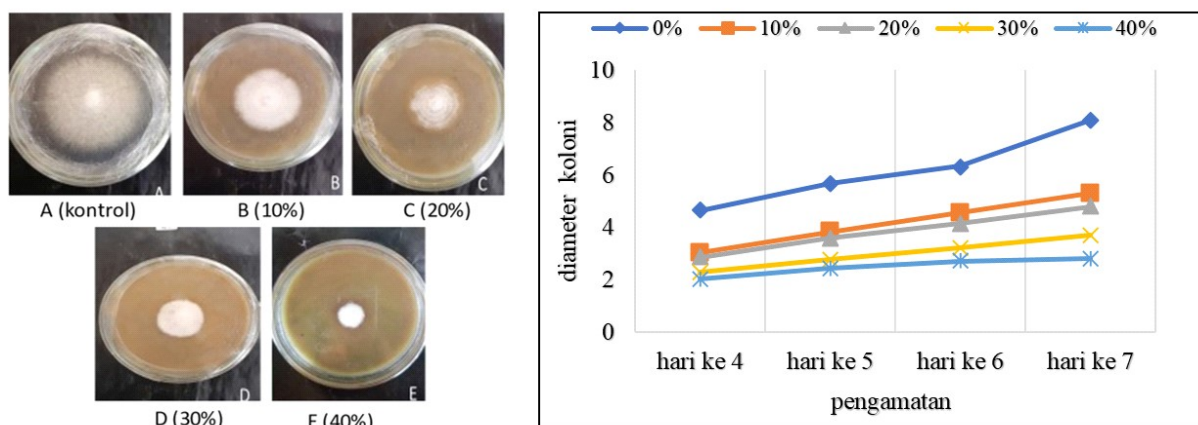 A
B
C
A (kontrol)
B (10%)
C (20%)
D
E
D (30%)
E (40%)
0% 10% 20% 30% 40%
10
8
6
4
2
0
diameter koloni
hari ke 4 hari ke 5 hari ke 6 hari ke 7
pengamatan